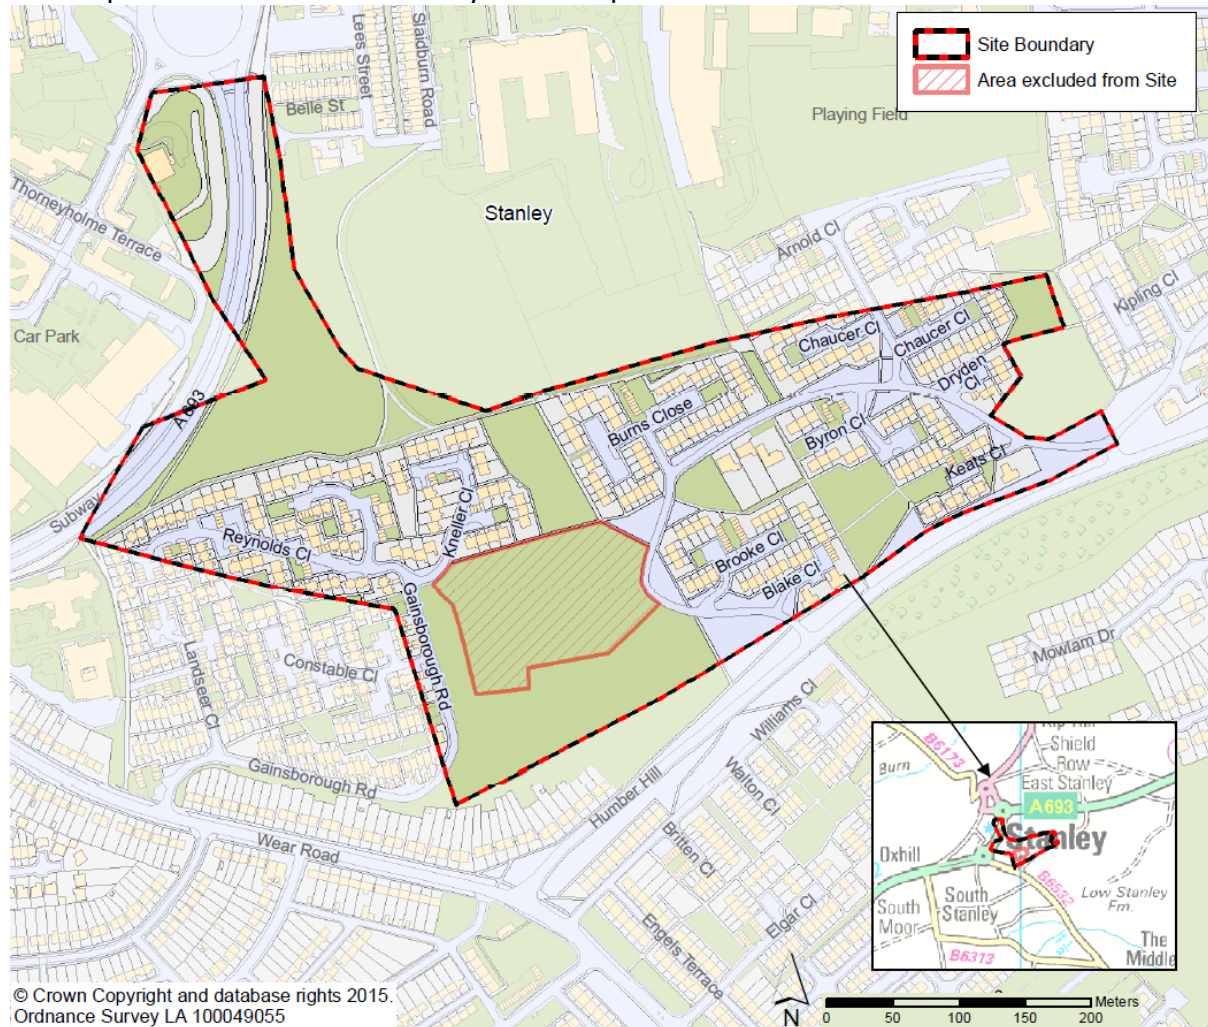 Site Boundary
Area excluded from Site
Lees Street
Slaidburn Road
Belle St
Playing Field
Stanley
Thorneyholme Terrace
Arnold Cl
Kipling Cl
Car Park
A 693
Chaucer Cl
Chaucer Cl
Dryden
Cl
Burns Close
Byron Cl
Keats Cl
Subway
Kneller Cl
Reynolds Cl
Brooke Cl
Blake Cl
Gainsborough Rd
Landseer Cl
Constable Cl
Mowlam Dr
Williams Cl
Gainsborough Rd
Humber Hill
Walton Cl
Wear Road
Britten Cl
Elgar Cl
Engels Terrace
B6173
Shield
Row
Burn
East Stanley
A 693
Stanley
Oxhill
B6532
Low Stanley
Fm.
South
Stanley
South
Moor
The
Middle
B6313
© Crown Copyright and database rights 2015.
Ordnance Survey LA 100049055
N
Meters
0 50 100 150 200